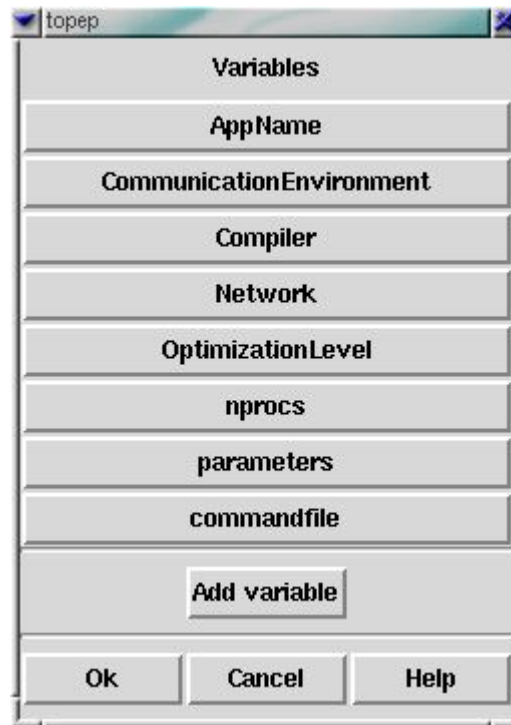 topep
Variables
AppName
CommunicationEnvironment
Compiler
Network
OptimizationLevel
nprocs
parameters
commandfile
Add variable
Ok Cancel Help